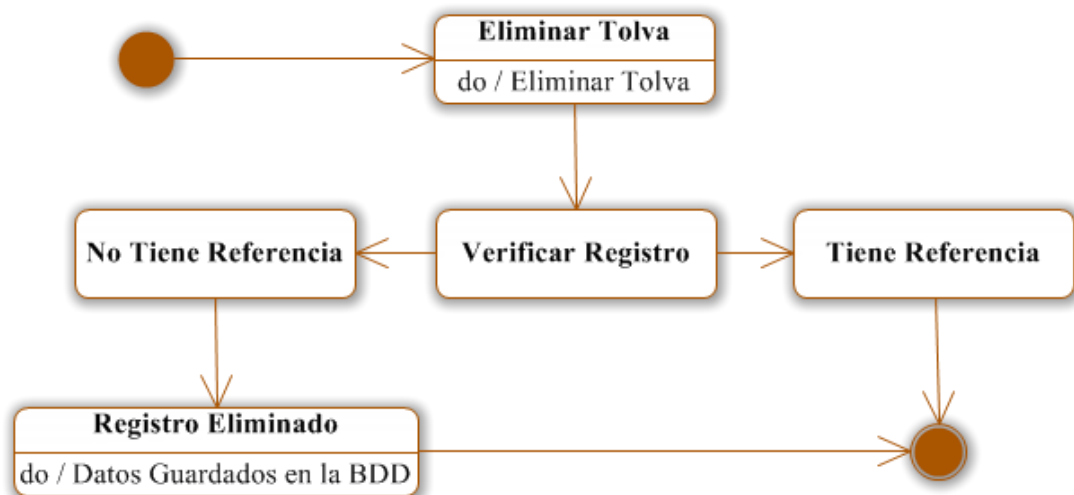 Eliminar Tolva
do / Eliminar Tolva
No Tiene Referencia
Verificar Registro
Tiene Referencia
Registro Eliminado
do / Datos Guardados en la BDD